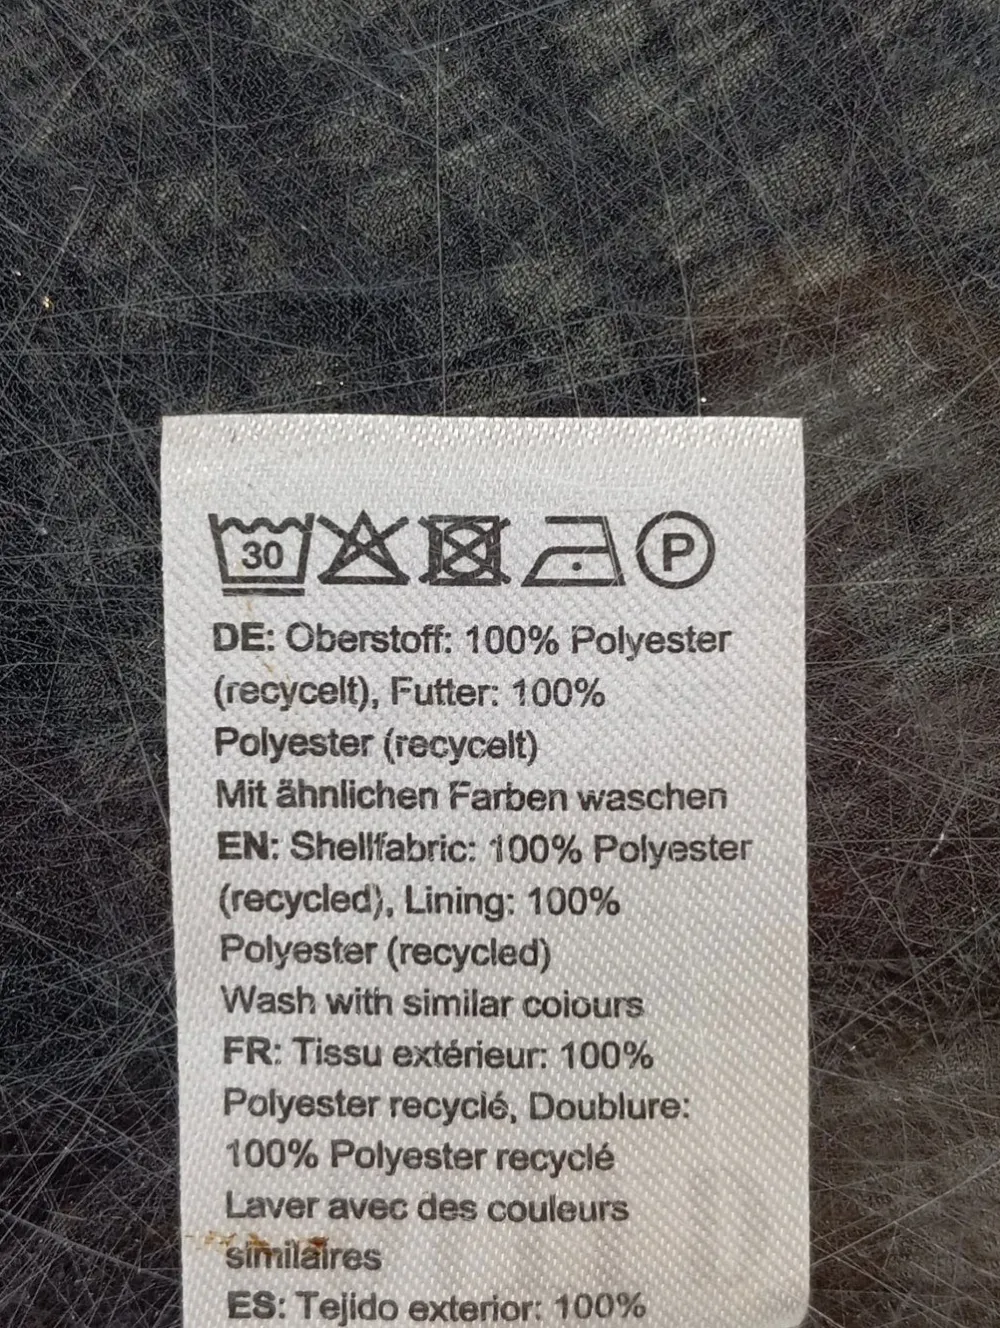 30 P
DE: Oberstoff: 100% Polyester
(recycelt), Futter: 100%
Polyester (recycelt)
Mit ähnlichen Farben waschen
EN: Shellfabric: 100% Polyester
(recycled), Lining: 100%
Polyester (recycled)
Wash with similar colours
FR: Tissu extérieur: 100%
Polyester recyclé, Doublure:
100% Polyester recyclé
Laver avec des couleurs
similaires
ES: Tejido exterior: 100%